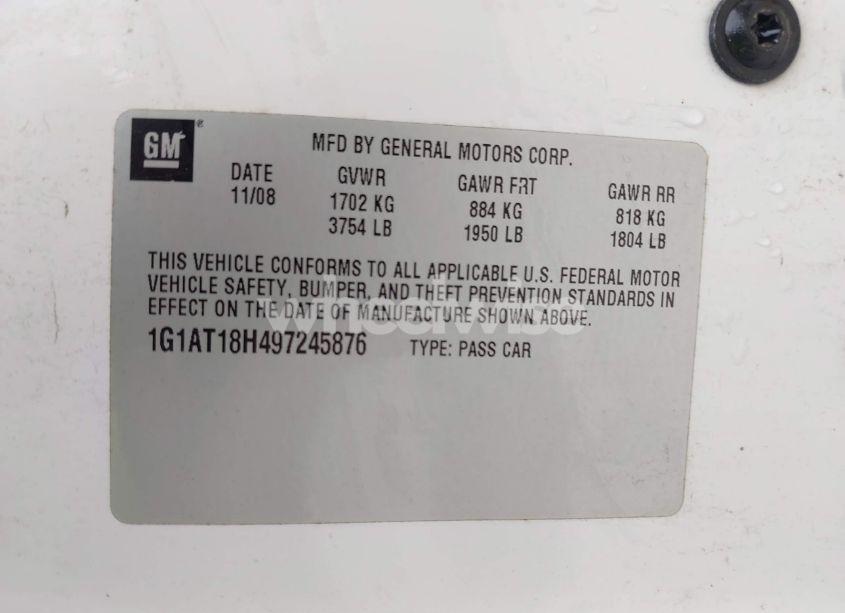 GM ®
MFD BY GENERAL MOTORS CORP.
DATE GVWR GAWR FRT GAWR RR
11/08 1702 KG 884 KG 818 KG
3754 LB 1950 LB 1804 LB
THIS VEHICLE CONFORMS TO ALL APPLICABLE U.S. FEDERAL MOTOR
VEHICLE SAFETY, BUMPER, AND THEFT PREVENTION STANDARDS IN
EFFECT ON THE DATE OF MANUFACTURE SHOWN ABOVE.
wheelwise
1G1AT18H497245876 TYPE: PASS CAR